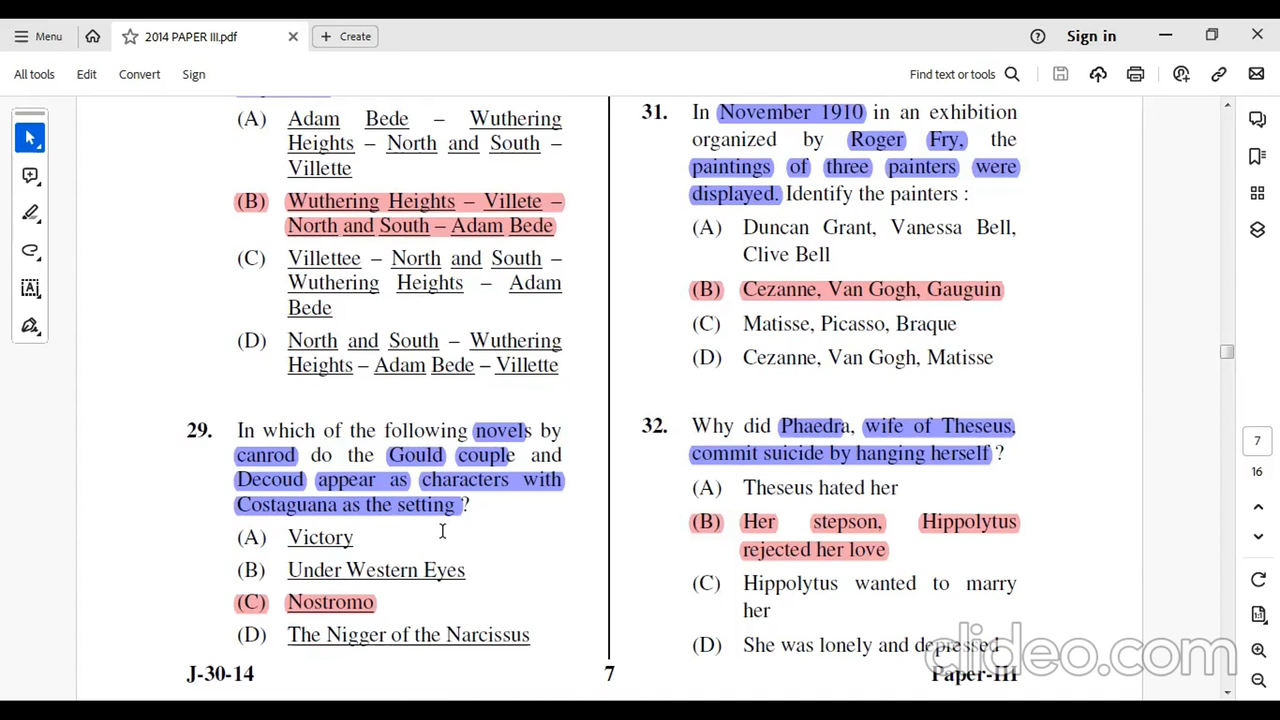 Menu
2014 PAPER III.pdf
Create
Sign in
All tools
Edit
Convert
Sign
Find text or tools
(A) Adam Bede – Wuthering
Heights – North and South –
Villette
(B) Wuthering Heights – Villete –
North and South – Adam Bede
(C) Villettee – North and South –
Wuthering Heights – Adam
Bede
(D) North and South – Wuthering
Heights – Adam Bede – Villette
29. In which of the following novels by
canrod do the Gould couple and
Decoud appear as characters with
Costaguana as the setting ?
(A) Victory
(B) Under Western Eyes
(C) Nostromo
(D) The Nigger of the Narcissus
J-30-14
31. In November 1910 in an exhibition
organized by Roger Fry, the
paintings of three painters were
displayed. Identify the painters :
(A) Duncan Grant, Vanessa Bell,
Clive Bell
(B) Cezanne, Van Gogh, Gauguin
(C) Matisse, Picasso, Braque
(D) Cezanne, Van Gogh, Matisse
32. Why did Phaedra, wife of Theseus,
commit suicide by hanging herself ?
(A) Theseus hated her
(B) Her stepson, Hippolytus
rejected her love
(C) Hippolytus wanted to marry
her
(D) She was lonely and depressed
7
Paper-III
7
16
clideo.com